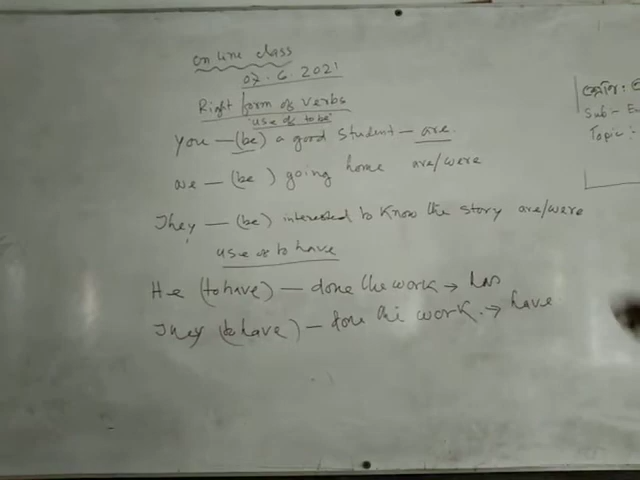 Online class
07.6.2021
Right form of verbs
"use of to be"
You — (be) a good student — are.
we — (be) going home are/were
They — (be) interested to know the story are/were
use of to have
He (to have) — done the work → has
They (to have) — done the work. → have
শ্রেণি:
Sub - En
Topic: